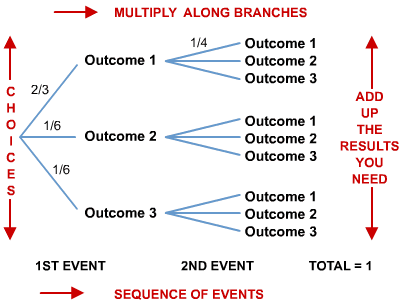 MULTIPLY ALONG BRANCHES
CHOICES
2/3
1/6
1/6
Outcome 1
Outcome 2
Outcome 3
1/4
Outcome 1
Outcome 2
Outcome 3
Outcome 1
Outcome 2
Outcome 3
Outcome 1
Outcome 2
Outcome 3
ADD
UP
THE
RESULTS
YOU
NEED
1ST EVENT 2ND EVENT TOTAL = 1
SEQUENCE OF EVENTS